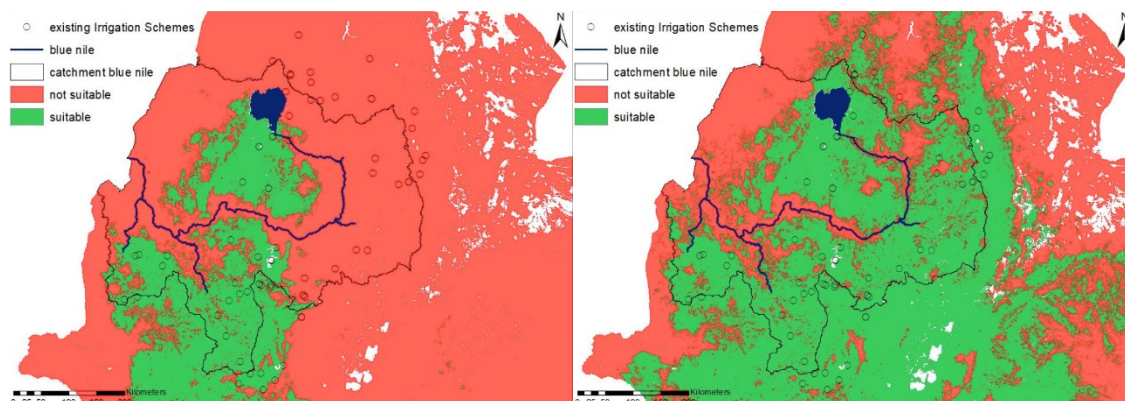 existing Irrigation Schemes
blue nile
catchment blue nile
not suitable
suitable
N
Kilometers
existing Irrigation Schemes
blue nile
catchment blue nile
not suitable
suitable
N
Kilometers